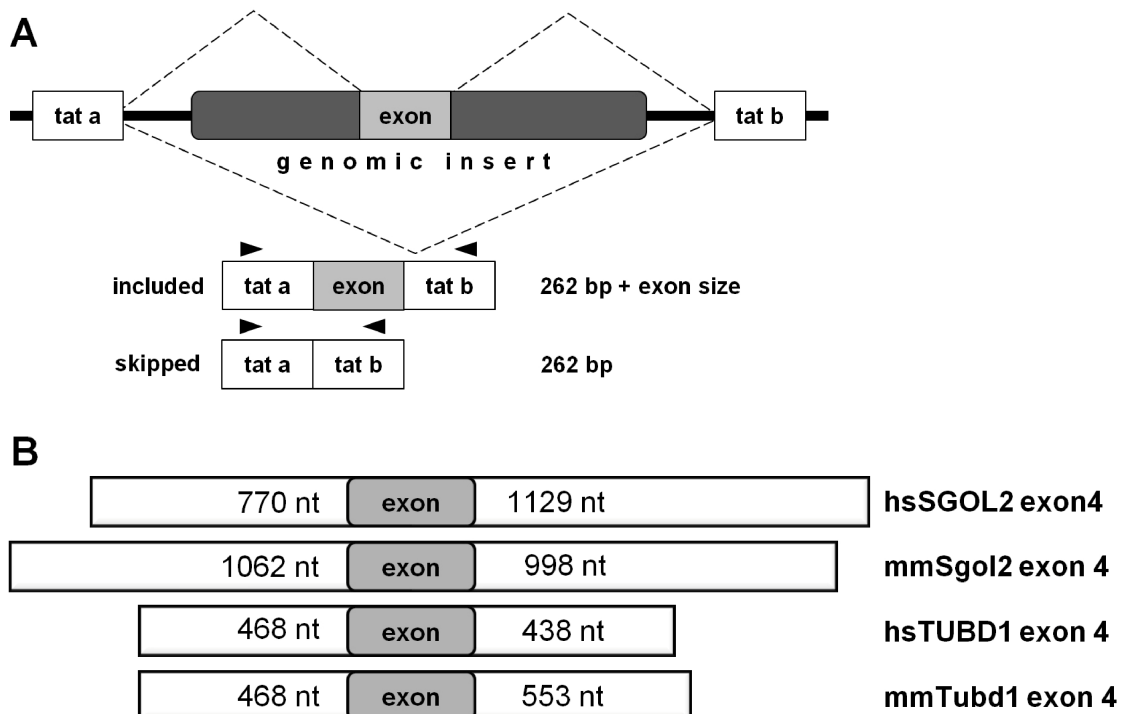 A
tat a exon tat b
genomic insert
included tat a exon tat b 262 bp + exon size
skipped tat a tat b 262 bp
B
770 nt exon 1129 nt hsSGOL2 exon4
1062 nt exon 998 nt mmSgol2 exon 4
468 nt exon 438 nt hsTUBD1 exon 4
468 nt exon 553 nt mmTubd1 exon 4